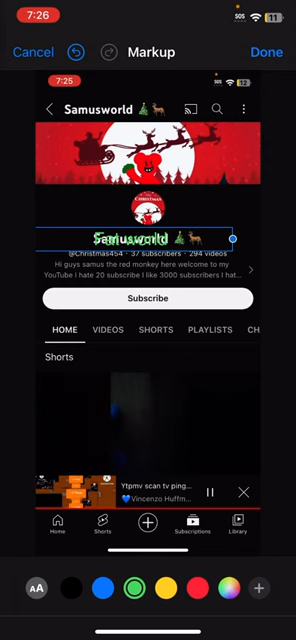 7:26
SOS
11
Cancel
Markup
Done
7:25
SOS
12
Samusworld 🎄🦌
CHRISTMAS
Samusworld 🎄🦌
@Christmas454 · 37 subscribers · 294 videos
Hi guys samus the red monkey here welcome to my
YouTube I hate 20 subscribe I like 3000 subscribers I hat...
Subscribe
HOME VIDEOS SHORTS PLAYLISTS CH
Shorts
Ytpmv scan tv ping...
💙Vincenzo Huffm...
Home
Shorts
Subscriptions
Library
AA